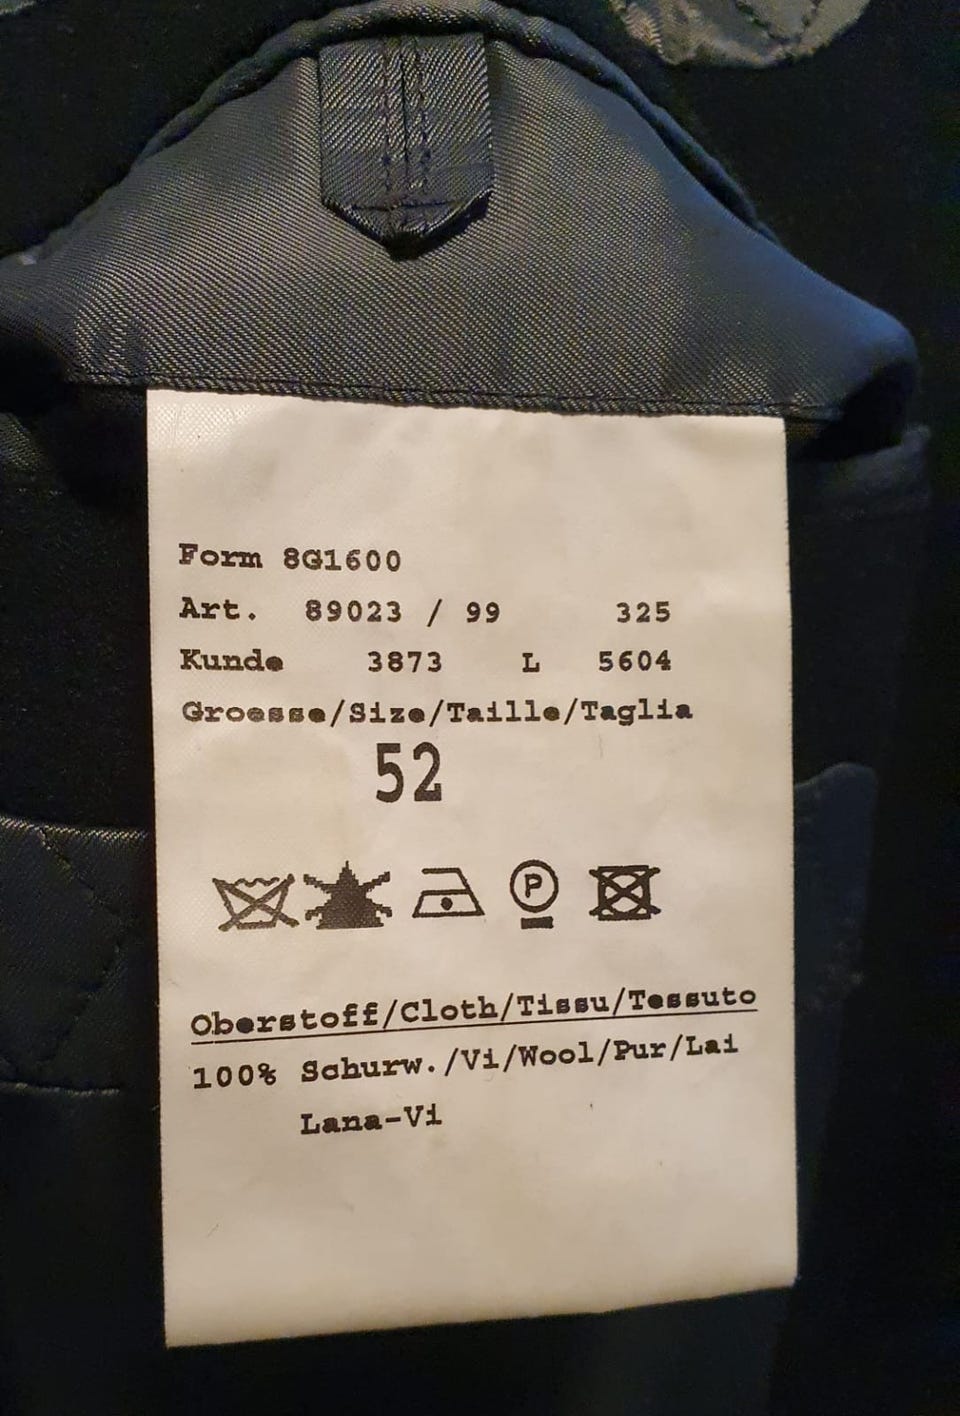 Form 8G1600
Art. 89023 / 99 325
Kunde 3873 L 5604
Groesse/Size/Taille/Taglia
52
P
Oberstoff/Cloth/Tissu/Tessuto
100% Schurw./Vi/Wool/Pur/Lai
Lana-Vi